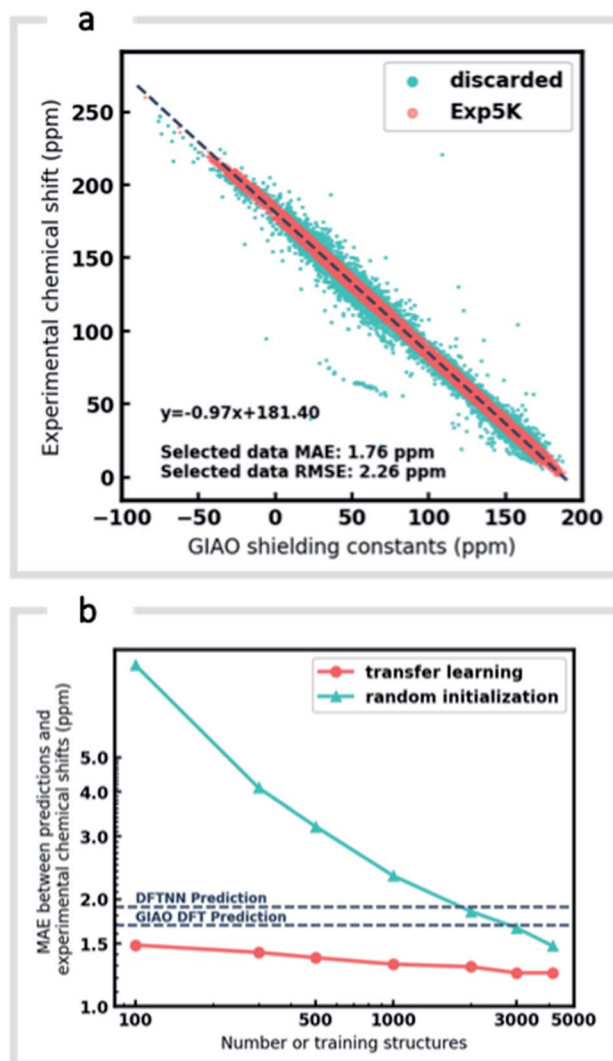 a
discarded
Exp5K
Experimental chemical shift (ppm)
250
200
150
100
50
0
y=-0.97x+181.40
Selected data MAE: 1.76 ppm
Selected data RMSE: 2.26 ppm
−100 −50 0 50 100 150 200
GIAO shielding constants (ppm)
b
transfer learning
random initialization
MAE between predictions and
experimental chemical shifts (ppm)
5.0
4.0
3.0
2.0
1.5
1.0
DFTNN Prediction
GIAO DFT Prediction
100 500 1000 3000 5000
Number or training structures